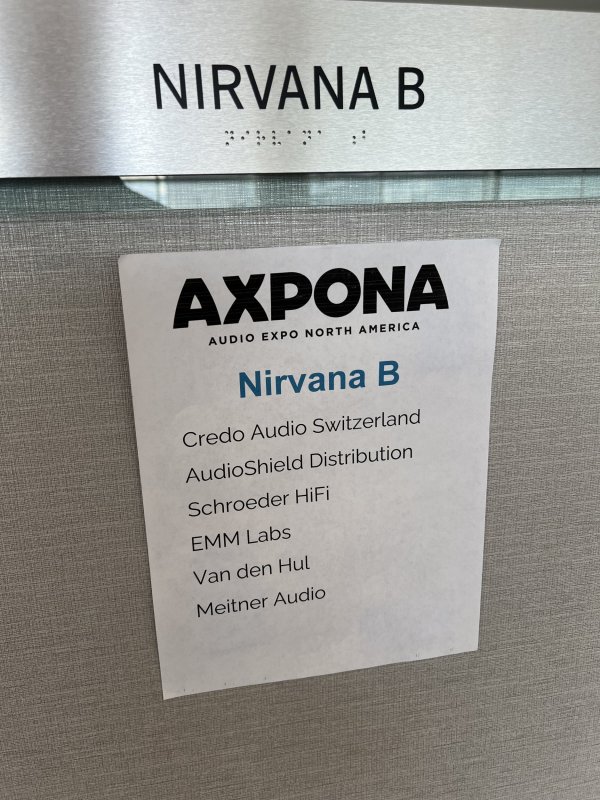 NIRVANA B
AXPONA
AUDIO EXPO NORTH AMERICA
Nirvana B
Credo Audio Switzerland
AudioShield Distribution
Schroeder HiFi
EMM Labs
Van den Hul
Meitner Audio